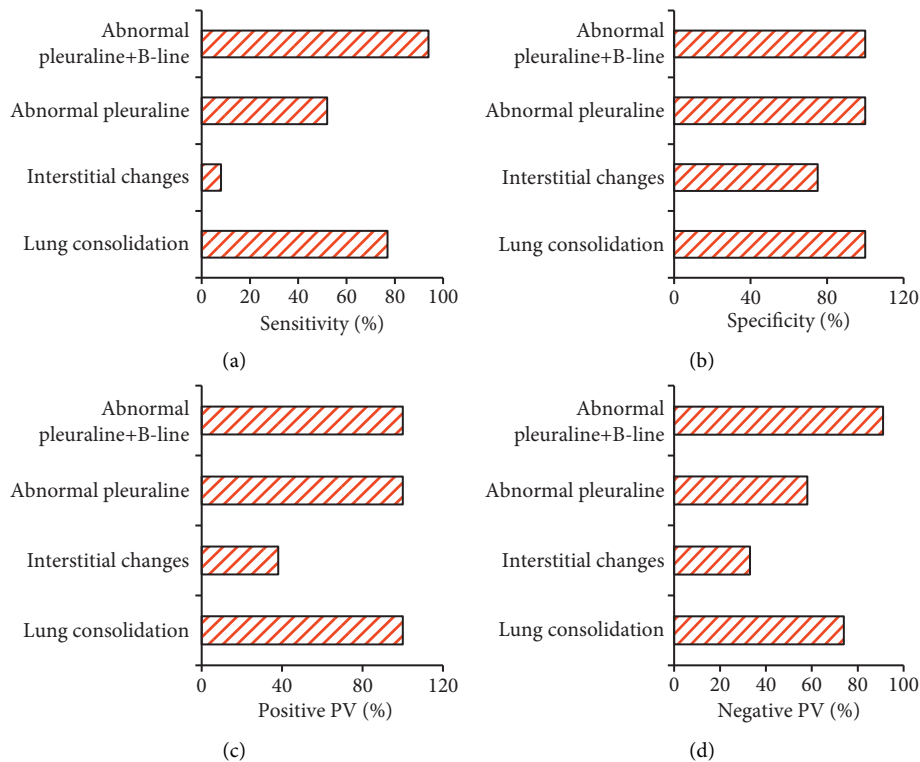 Abnormal
pleuraline+B-line
Abnormal pleuraline
Interstitial changes
Lung consolidation
0 20 40 60 80 100
Sensitivity (%)
(a)
Abnormal
pleuraline+B-line
Abnormal pleuraline
Interstitial changes
Lung consolidation
0 40 80 120
Specificity (%)
(b)
Abnormal
pleuraline+B-line
Abnormal pleuraline
Interstitial changes
Lung consolidation
0 40 80 120
Positive PV (%)
(c)
Abnormal
pleuraline+B-line
Abnormal pleuraline
Interstitial changes
Lung consolidation
0 20 40 60 80 100
Negative PV (%)
(d)